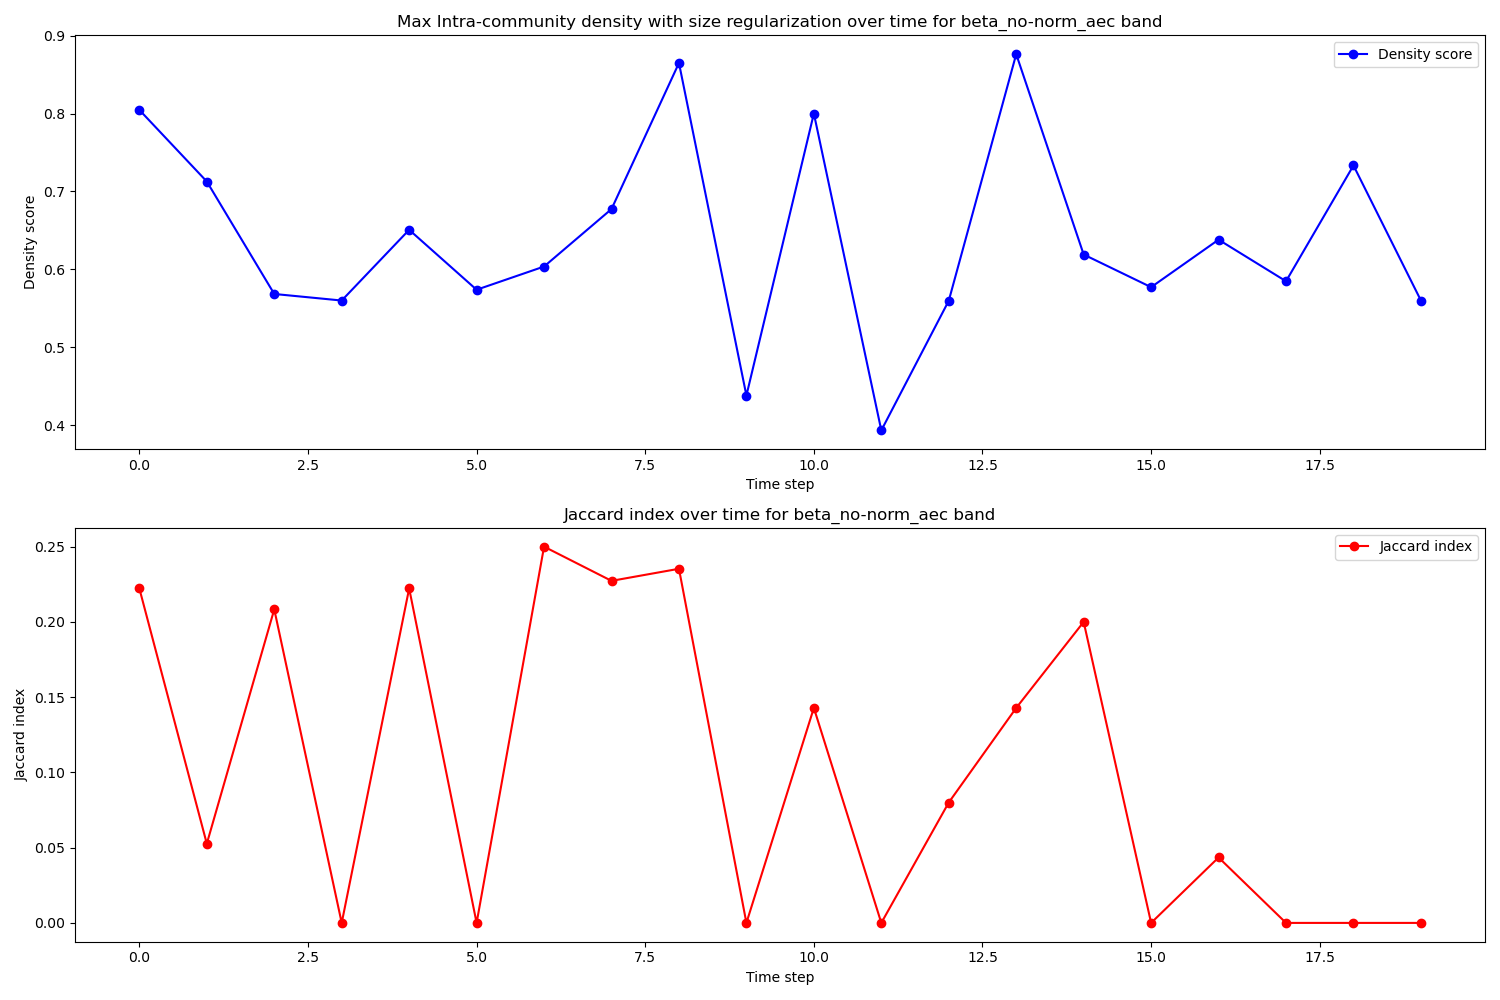 Max Intra-community density with size regularization over time for beta_no-norm_aec band
Density score
0.9
0.8
0.7
0.6
0.5
0.4
Density score
0.0 2.5 5.0 7.5 10.0 12.5 15.0 17.5
Time step
Jaccard index over time for beta_no-norm_aec band
Jaccard index
0.25
0.20
0.15
0.10
0.05
0.00
Jaccard index
0.0 2.5 5.0 7.5 10.0 12.5 15.0 17.5
Time step